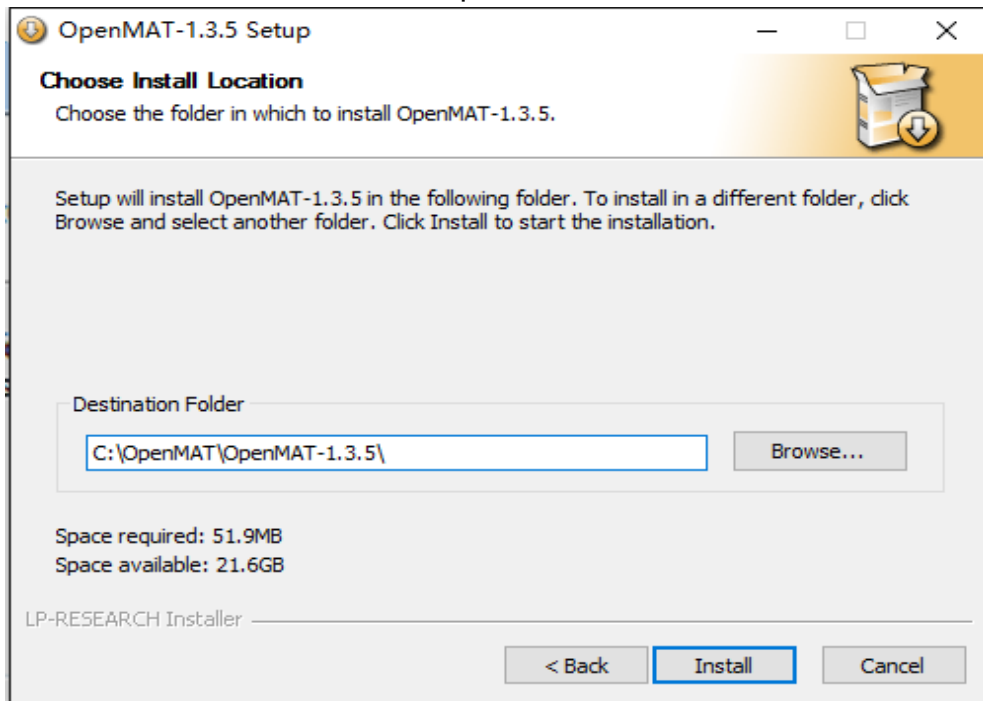 OpenMAT-1.3.5 Setup
Choose Install Location
Choose the folder in which to install OpenMAT-1.3.5.
Setup will install OpenMAT-1.3.5 in the following folder. To install in a different folder, click
Browse and select another folder. Click Install to start the installation.
Destination Folder
C:\OpenMAT\OpenMAT-1.3.5\
Browse...
Space required: 51.9MB
Space available: 21.6GB
LP-RESEARCH Installer
< Back
Install
Cancel